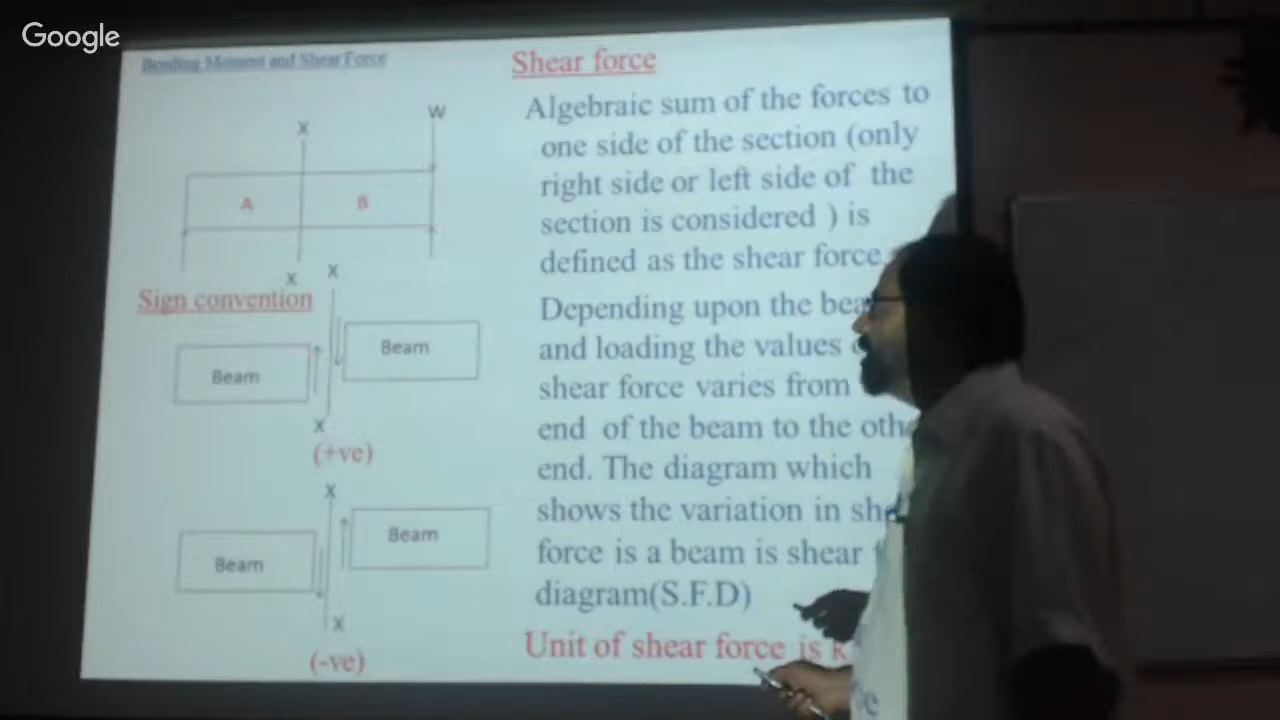 Google
Bending Moment and Shear Force
X
W
A
B
X
Sign convention
X
Beam
Beam
X
(+ve)
X
Beam
Beam
X
(-ve)
Shear force
Algebraic sum of the forces to
one side of the section (only
right side or left side of the
section is considered ) is
defined as the shear force
Depending upon the
and loading the values
shear force varies from
end of the beam to the
end. The diagram which
shows the variation in
force is a beam is shear
diagram(S.F.D)
Unit of shear force is